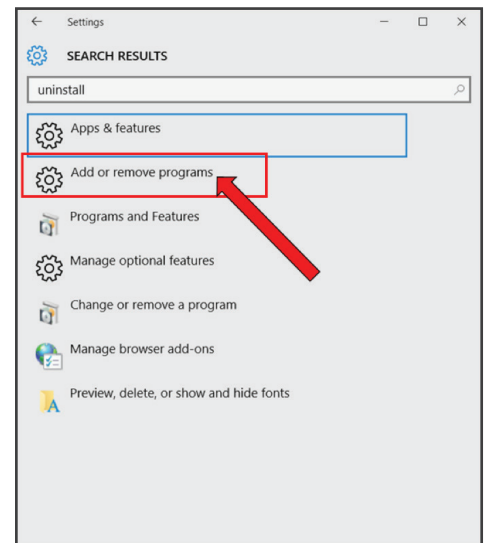 Settings
SEARCH RESULTS
uninstall
Apps & features
Add or remove programs
Programs and Features
Manage optional features
Change or remove a program
Manage browser add-ons
Preview, delete, or show and hide fonts